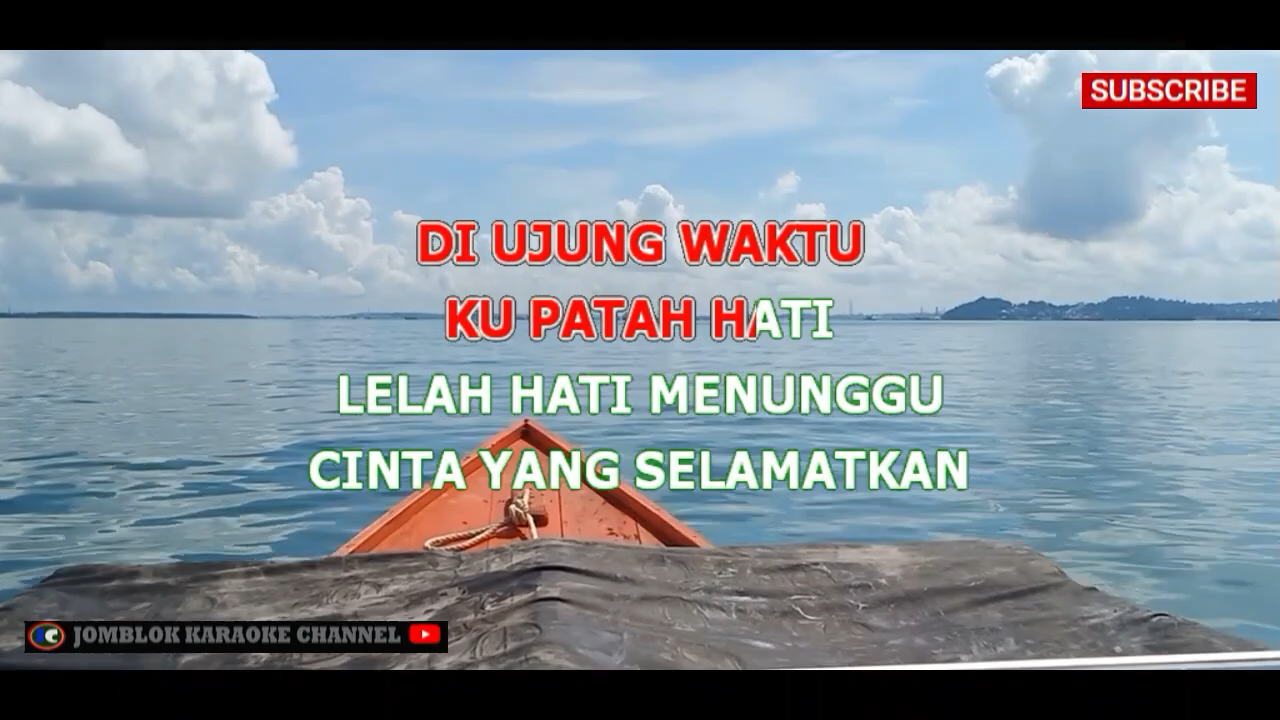 SUBSCRIBE
DI UJUNG WAKTU
KU PATAH HATI
LELAH HATI MENUNGGU
CINTA YANG SELAMATKAN
JOMBLOK KARAOKE CHANNEL